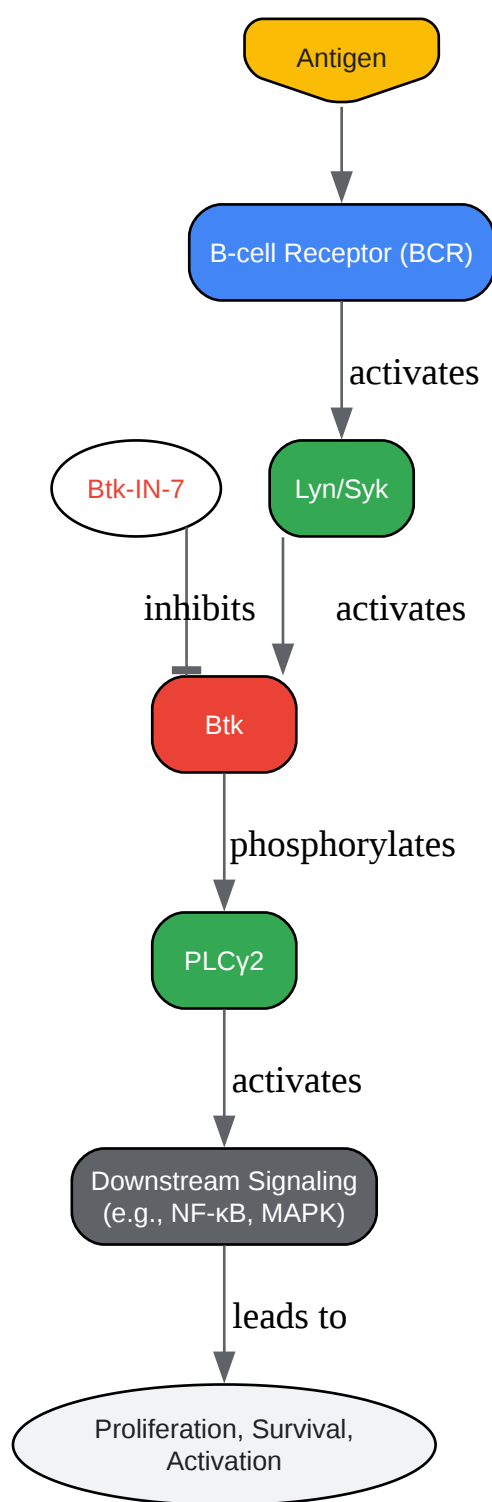 Antigen
B-cell Receptor (BCR)
activates
Btk-IN-7
Lyn/Syk
inhibits
activates
Btk
phosphorylates
PLCγ2
activates
Downstream Signaling
(e.g., NF-κB, MAPK)
leads to
Proliferation, Survival,
Activation